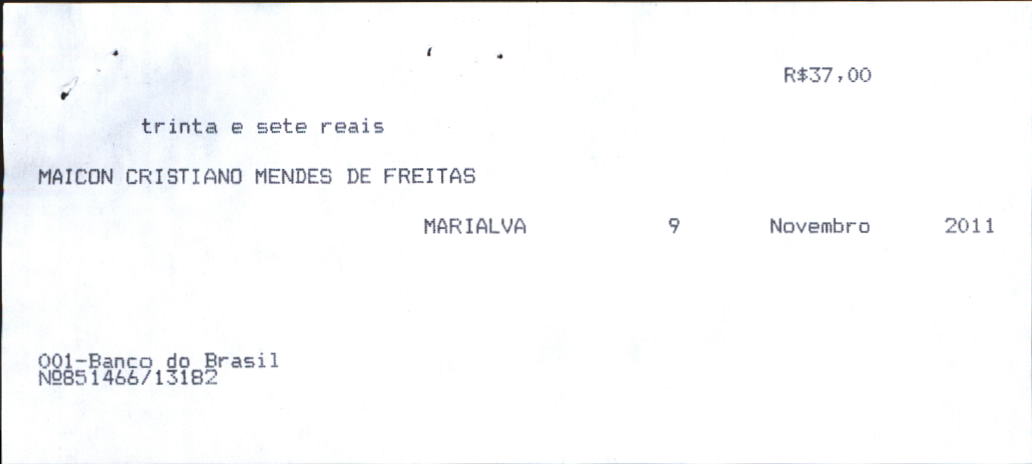 R$37,00
trinta e sete reais
MAICON CRISTIANO MENDES DE FREITAS
MARIALVA 9 Novembro 2011
001-Banco do Brasil
Nº851466/13182